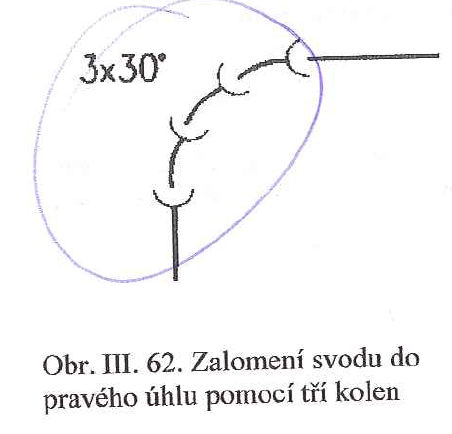 3x30°
Obr. III. 62. Zalomení svodu do
pravého úhlu pomocí tří kolen